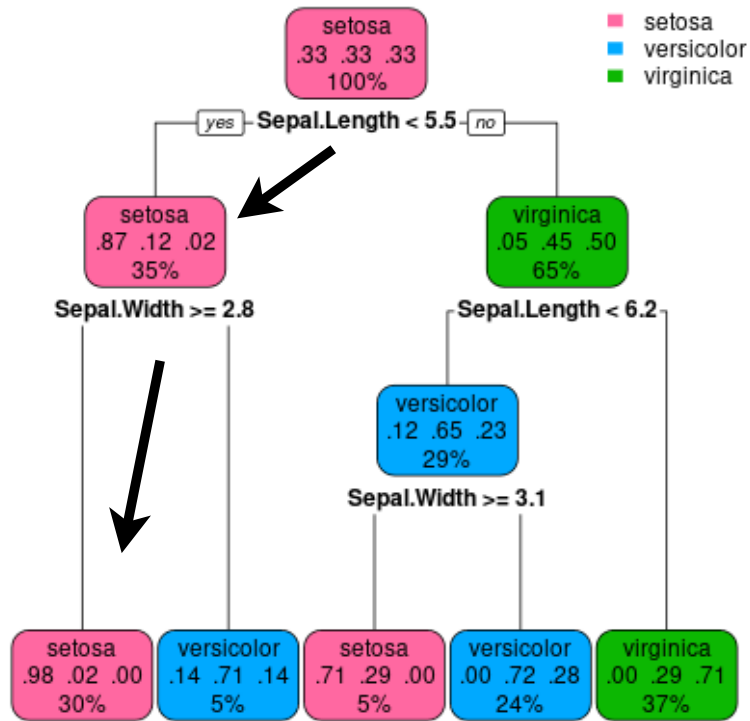 setosa
.33 .33 .33
100%
setosa
versicolor
virginica
yes Sepal.Length < 5.5 no
setosa
.87 .12 .02
35%
virginica
.05 .45 .50
65%
Sepal.Width >= 2.8
Sepal.Length < 6.2
versicolor
.12 .65 .23
29%
Sepal.Width >= 3.1
setosa
.98 .02 .00
30%
versicolor
.14 .71 .14
5%
setosa
.71 .29 .00
5%
versicolor
.00 .72 .28
24%
virginica
.00 .29 .71
37%